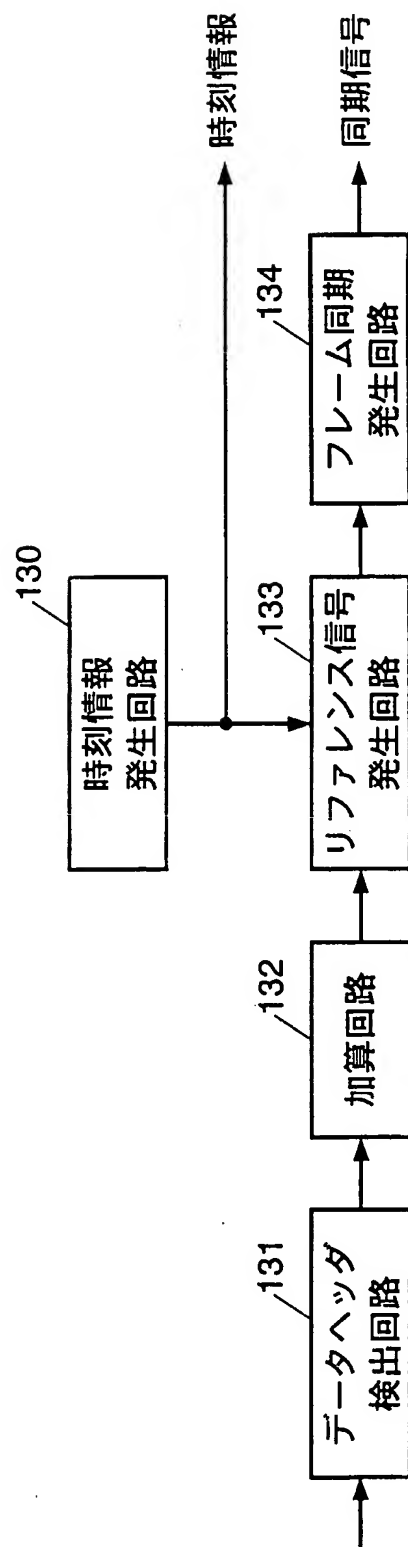 130
時刻情報
発生回路
時刻情報
131
データヘッダ
検出回路
132
加算回路
133
リファレンス信号
発生回路
134
フレーム同期
発生回路
同期信号